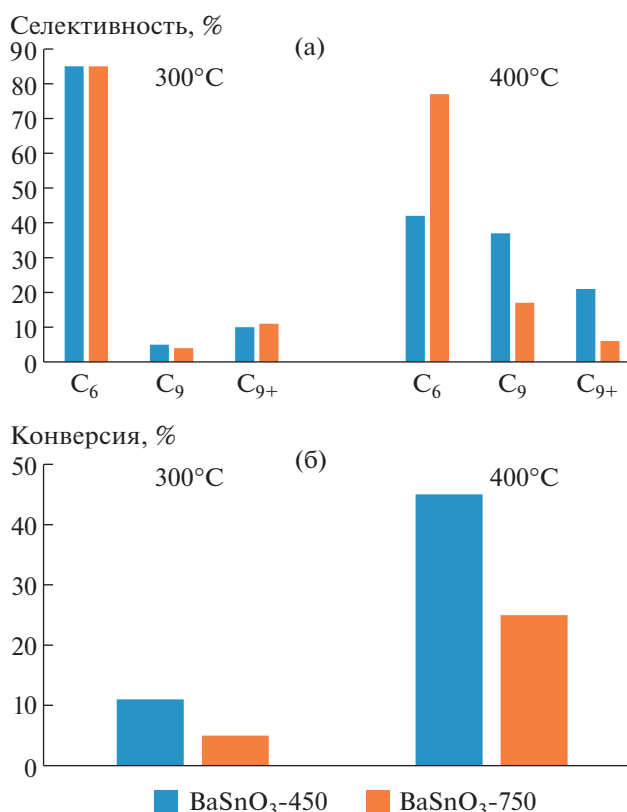 Селективность, %
(а)
90
300°C
400°C
80
70
60
50
40
30
20
10
0
C₆
C₉
C₉₊
C₆
C₉
C₉₊
Конверсия, %
(б)
50
300°C
400°C
40
30
20
10
0
BaSnO₃-450
BaSnO₃-750